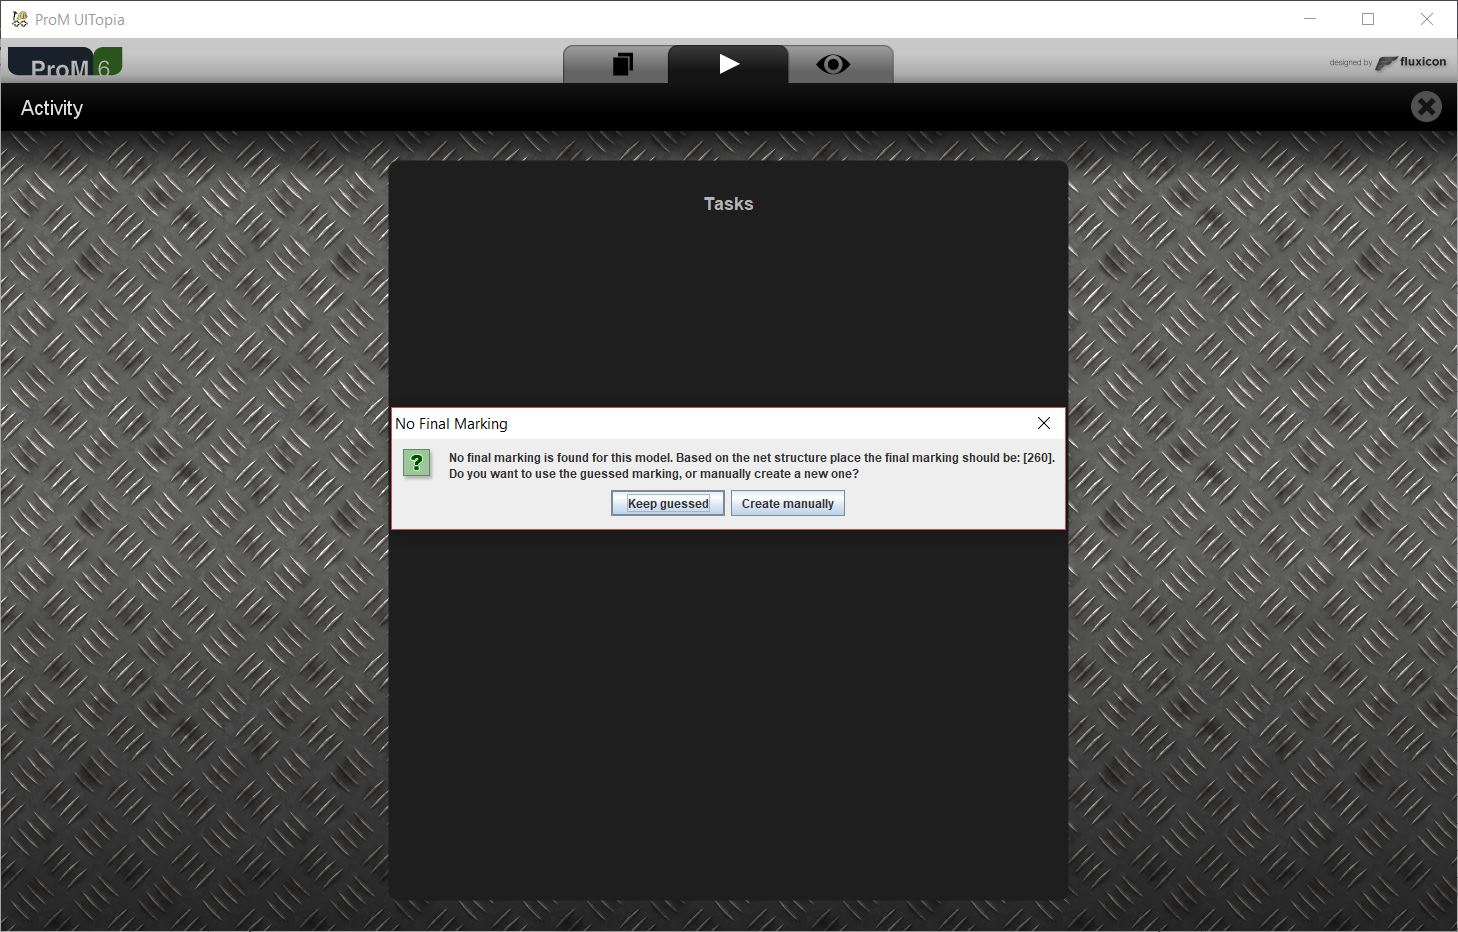 ProM UITopia
ProM 6
designed by fluxicon
Activity
Tasks
No Final Marking
No final marking is found for this model. Based on the net structure place the final marking should be: [260].
Do you want to use the guessed marking, or manually create a new one?
Keep guessed
Create manually